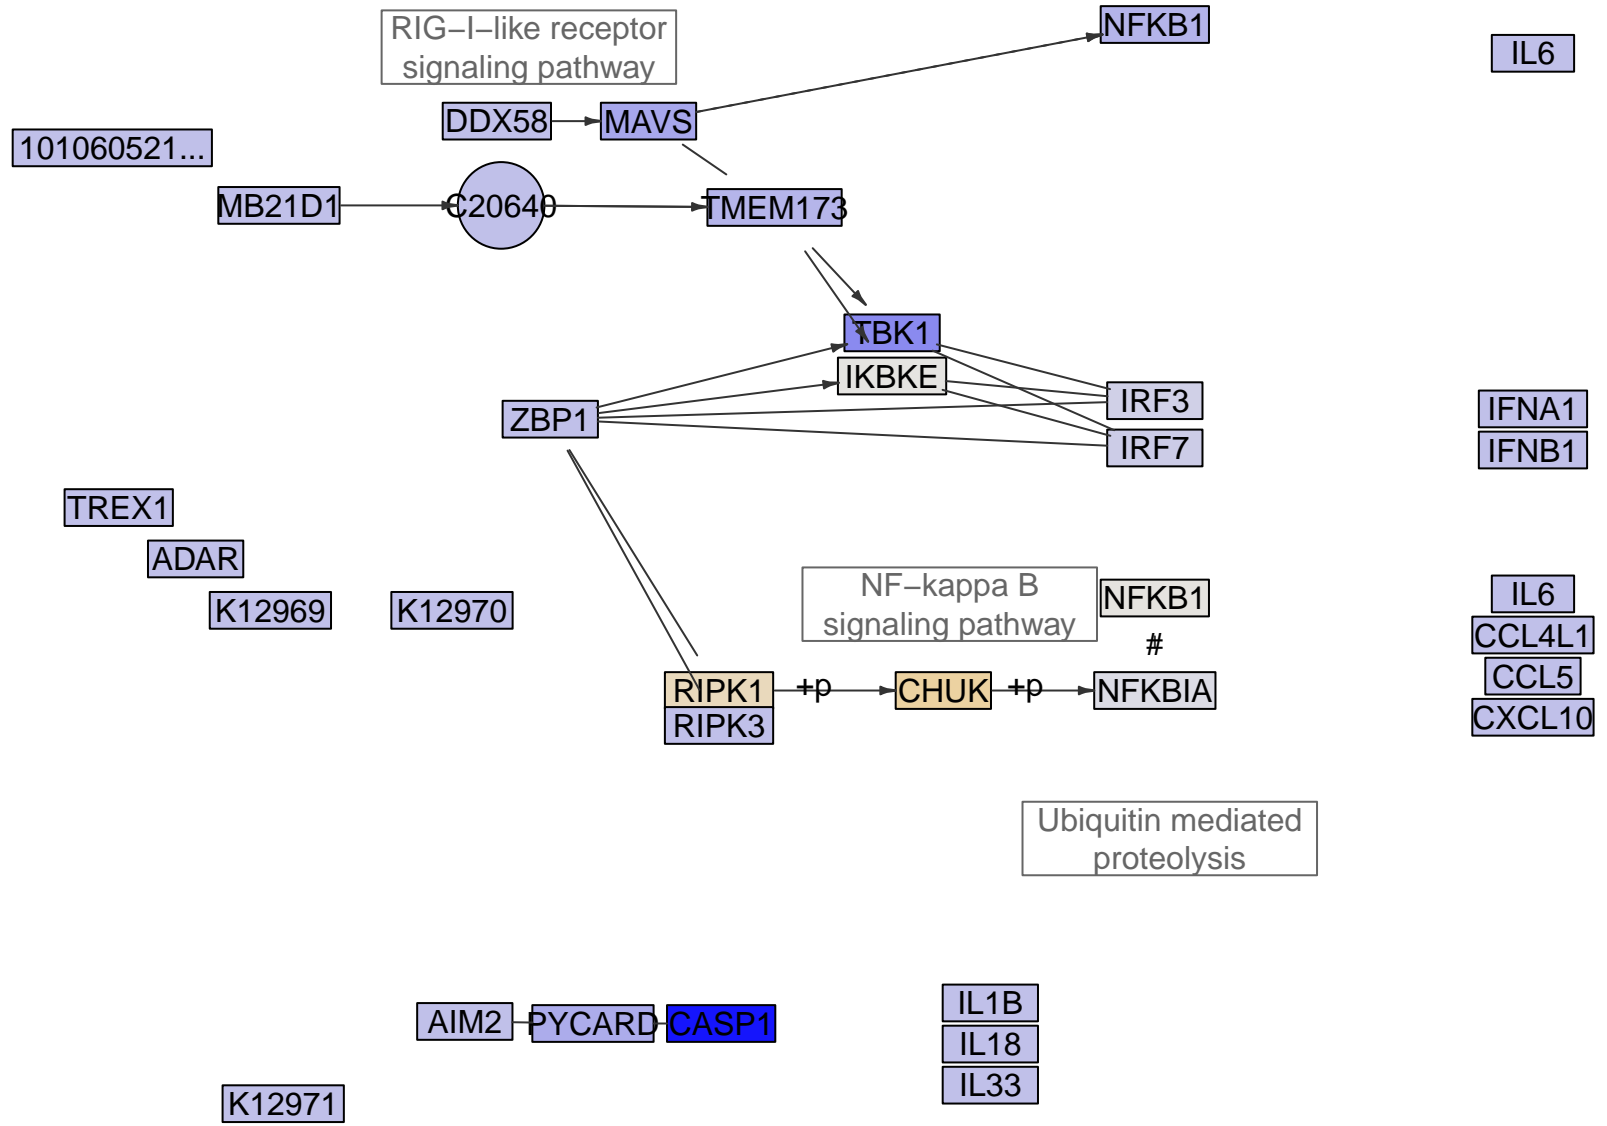 RIG−I−like receptor
signaling pathway
NFKB1
IL6
DDX58
MAVS
101060521...
MB21D1
C20640
TMEM173
TBK1
IKBKE
ZBP1
IRF3
IRF7
IFNA1
IFNB1
TREX1
ADAR
K12969
K12970
NF−kappa B
signaling pathway
NFKB1
#
IL6
CCL4L1
CCL5
CXCL10
RIPK1
+p
CHUK
+p
NFKBIA
RIPK3
Ubiquitin mediated
proteolysis
AIM2
PYCARD
CASP1
IL1B
IL18
IL33
K12971